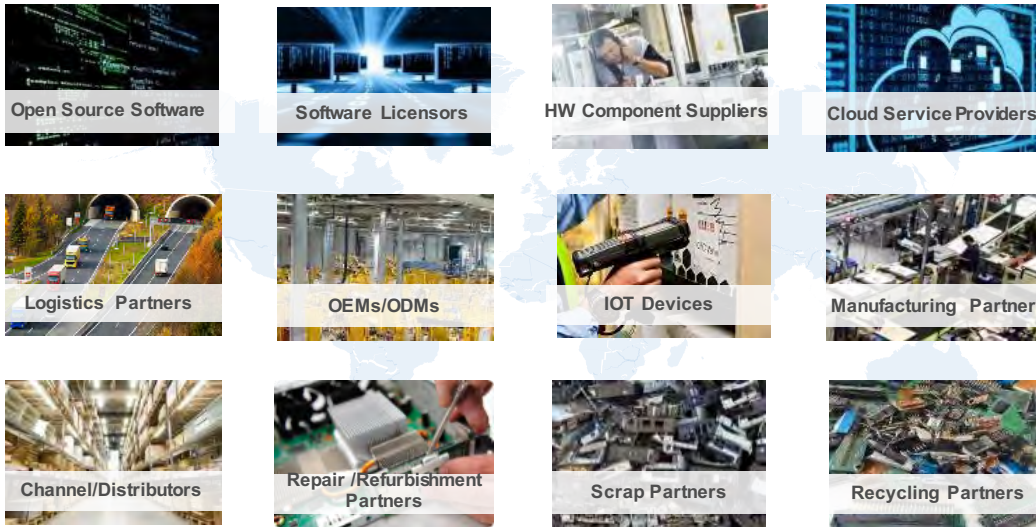 Open Source Software
Software Licensors
HW Component Suppliers
Cloud Service Providers
Logistics Partners
OEMs/ODMs
IOT Devices
Manufacturing Partner
Channel/Distributors
Repair /Refurbishment
Partners
Scrap Partners
Recycling Partners